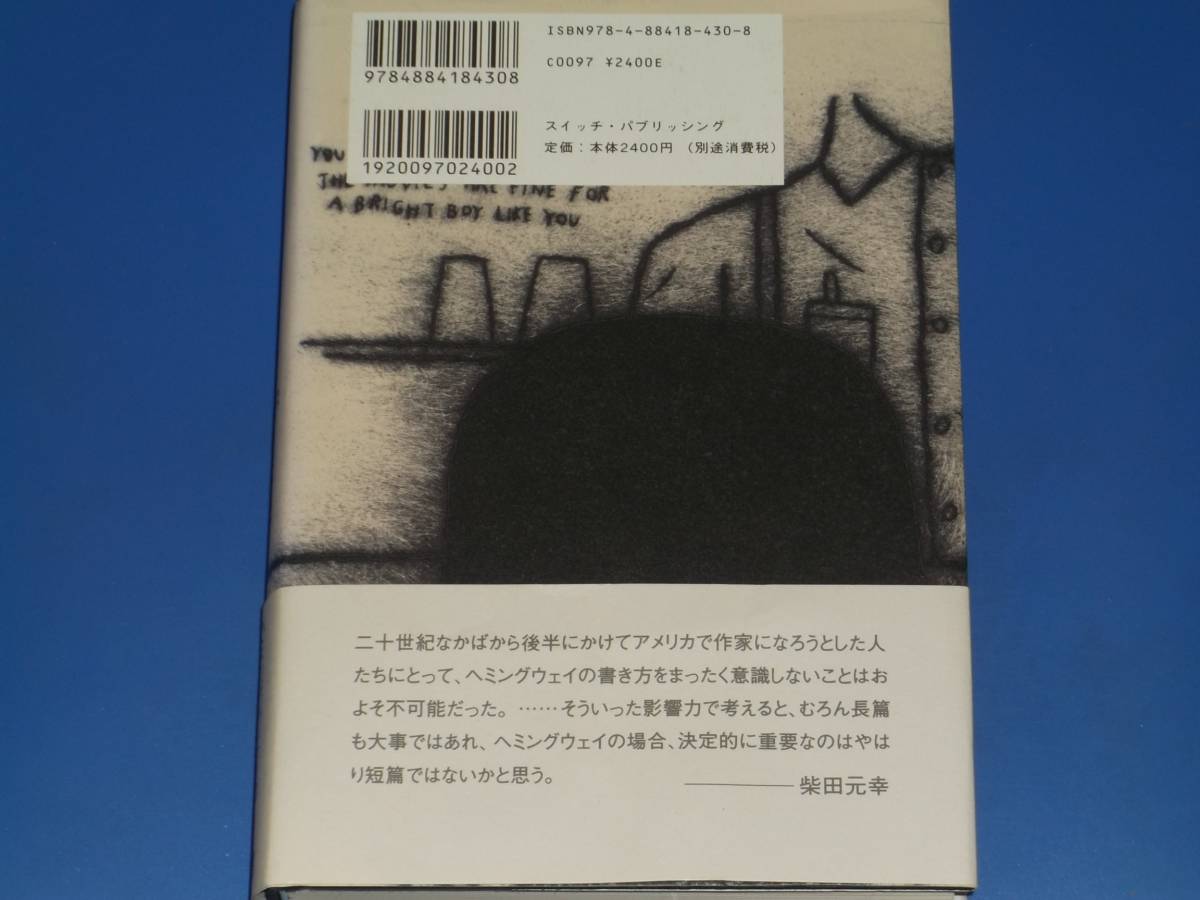 ISBN978-4-88418-430-8
C0097 ¥2400E
9784884184308
スイッチ・パブリッシング
定価：本体2400円（別途消費税）
1920097024002
YOU
ARE FINE FOR
A BRIGHT BOY LIKE YOU
二十世紀なかばから後半にかけてアメリカで作家になろうとした人
たちにとって、ヘミングウェイの書き方をまったく意識しないことはお
よそ不可能だった。……そういった影響力で考えると、むろん長篇
も大事ではあれ、ヘミングウェイの場合、決定的に重要なのはやは
り短篇ではないかと思う。
――― 柴田元幸